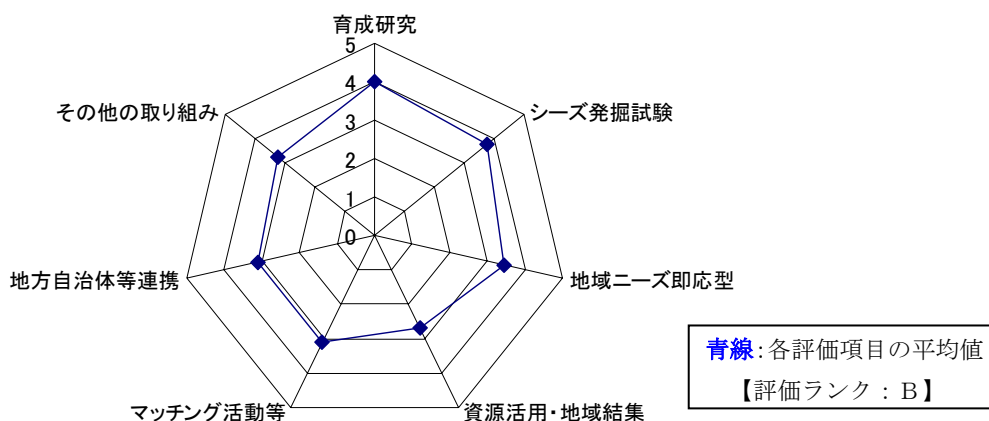 育成研究
シーズ発掘試験
地域ニーズ即応型
資源活用・地域結集
マッチング活動等
地方自治体等連携
その他の取り組み
5
4
3
2
1
0
青線:各評価項目の平均値
【評価ランク:B】